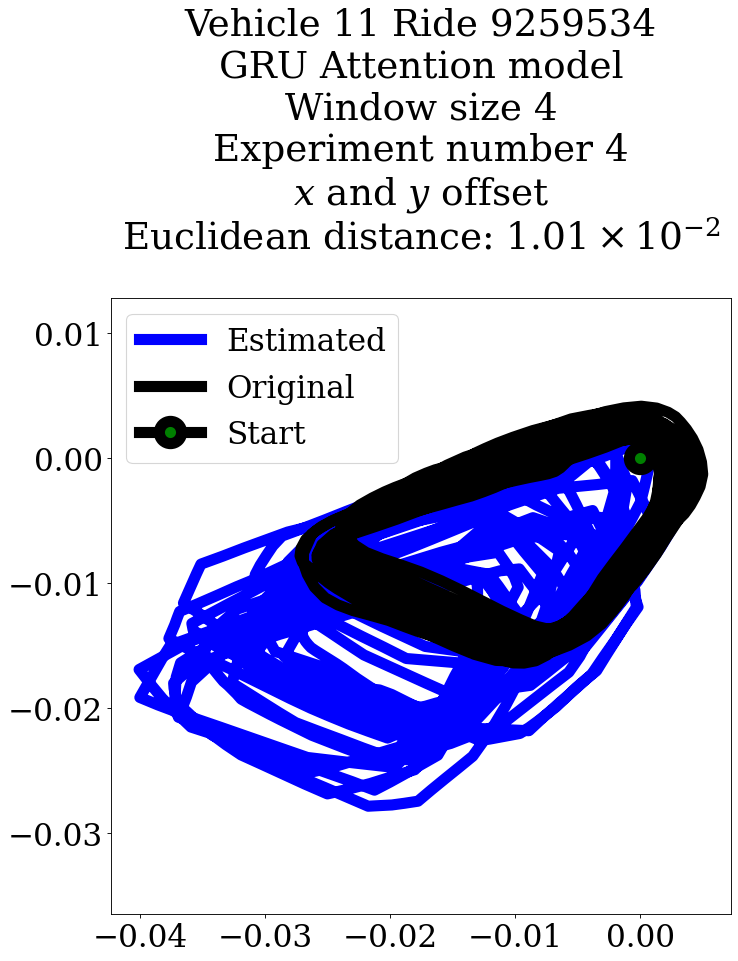 Vehicle 11 Ride 9259534
GRU Attention model
Window size 4
Experiment number 4
x and y offset
Euclidean distance: 1.01 × 10⁻²
Estimated
Original
Start
0.01
0.00
−0.01
−0.02
−0.03
−0.04 −0.03 −0.02 −0.01 0.00